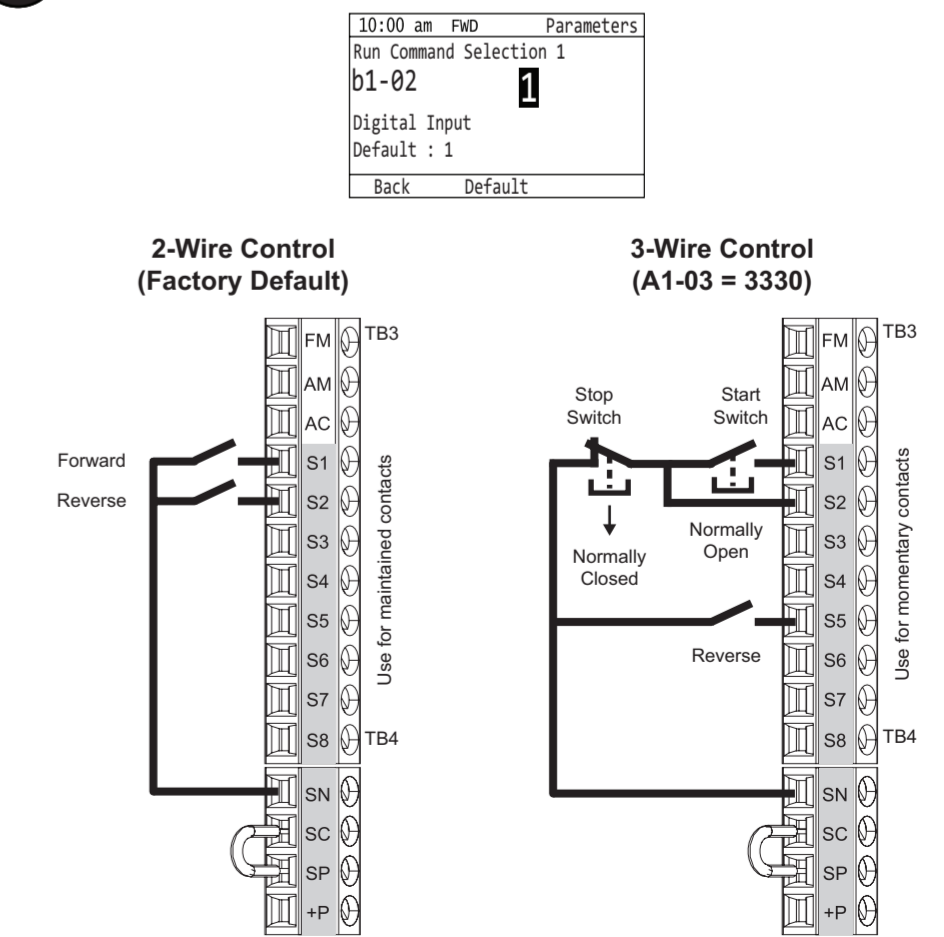 10:00 am FWD Parameters
Run Command Selection 1
b1-02 1
Digital Input
Default : 1
Back Default
2-Wire Control
(Factory Default)
FM TB3
AM
AC
Forward S1
Reverse S2
S3
S4
S5
S6
S7
S8 TB4
SN
SC
SP
+P
Use for maintained contacts
3-Wire Control
(A1-03 = 3330)
FM TB3
AM
AC
Stop
Switch
Start
Switch
S1
S2
Normally
Closed
Normally
Open
S3
S4
S5
Reverse
S6
S7
S8 TB4
SN
SC
SP
+P
Use for momentary contacts